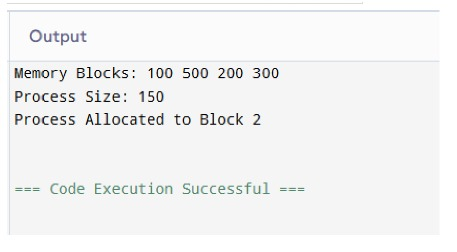 Output
Memory Blocks: 100 500 200 300
Process Size: 150
Process Allocated to Block 2
=== Code Execution Successful ===